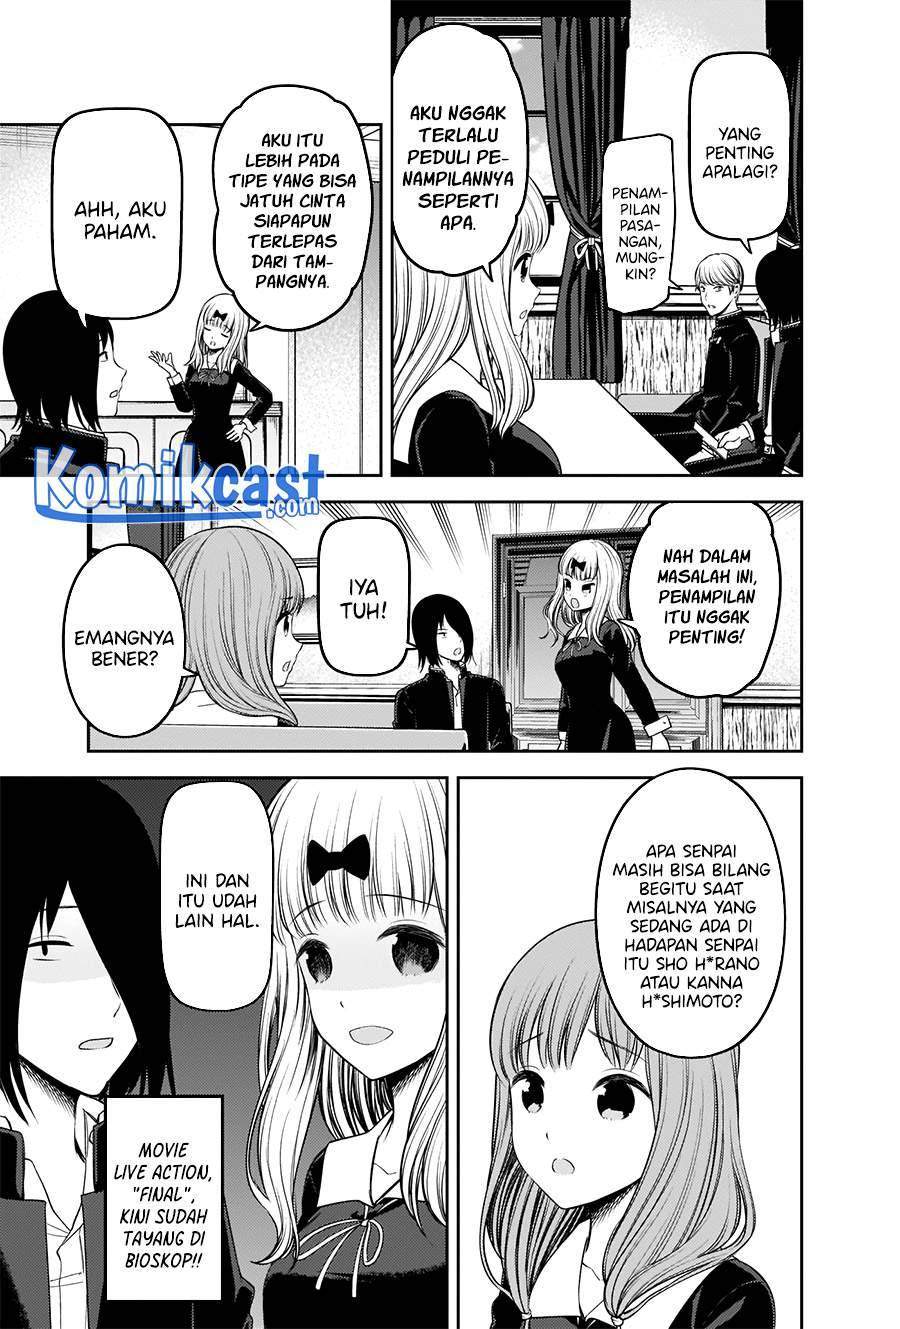 YANG
PENTING
APALAGI?
PENAM-
PILAN
PASA-
NGAN,
MUNG-
KIN?
AKU NGGAK
TERLALU
PEDULI PE-
NAMPILANNYA
SEPERTI
APA.
AKU ITU
LEBIH PADA
TIPE YANG BISA
JATUH CINTA
SIAPAPUN
TERLEPAS
DARI TAM-
PANGNYA.
AHH, AKU
PAHAM.
Komikcast
.com
NAH DALAM
MASALAH INI,
PENAMPILAN
ITU NGGAK
PENTING!
IYA
TUH!
EMANGNYA
BENER?
APA SENPAI
MASIH BISA BILANG
BEGITU SAAT
MISALNYA YANG
SEDANG ADA DI
HADAPAN SENPAI
ITU SHO H*RANO
ATAU KANNA
H*SHIMOTO?
INI DAN
ITU UDAH
LAIN HAL.
MOVIE
LIVE ACTION,
"FINAL",
KINI SUDAH
TAYANG DI
BIOSKOP!!